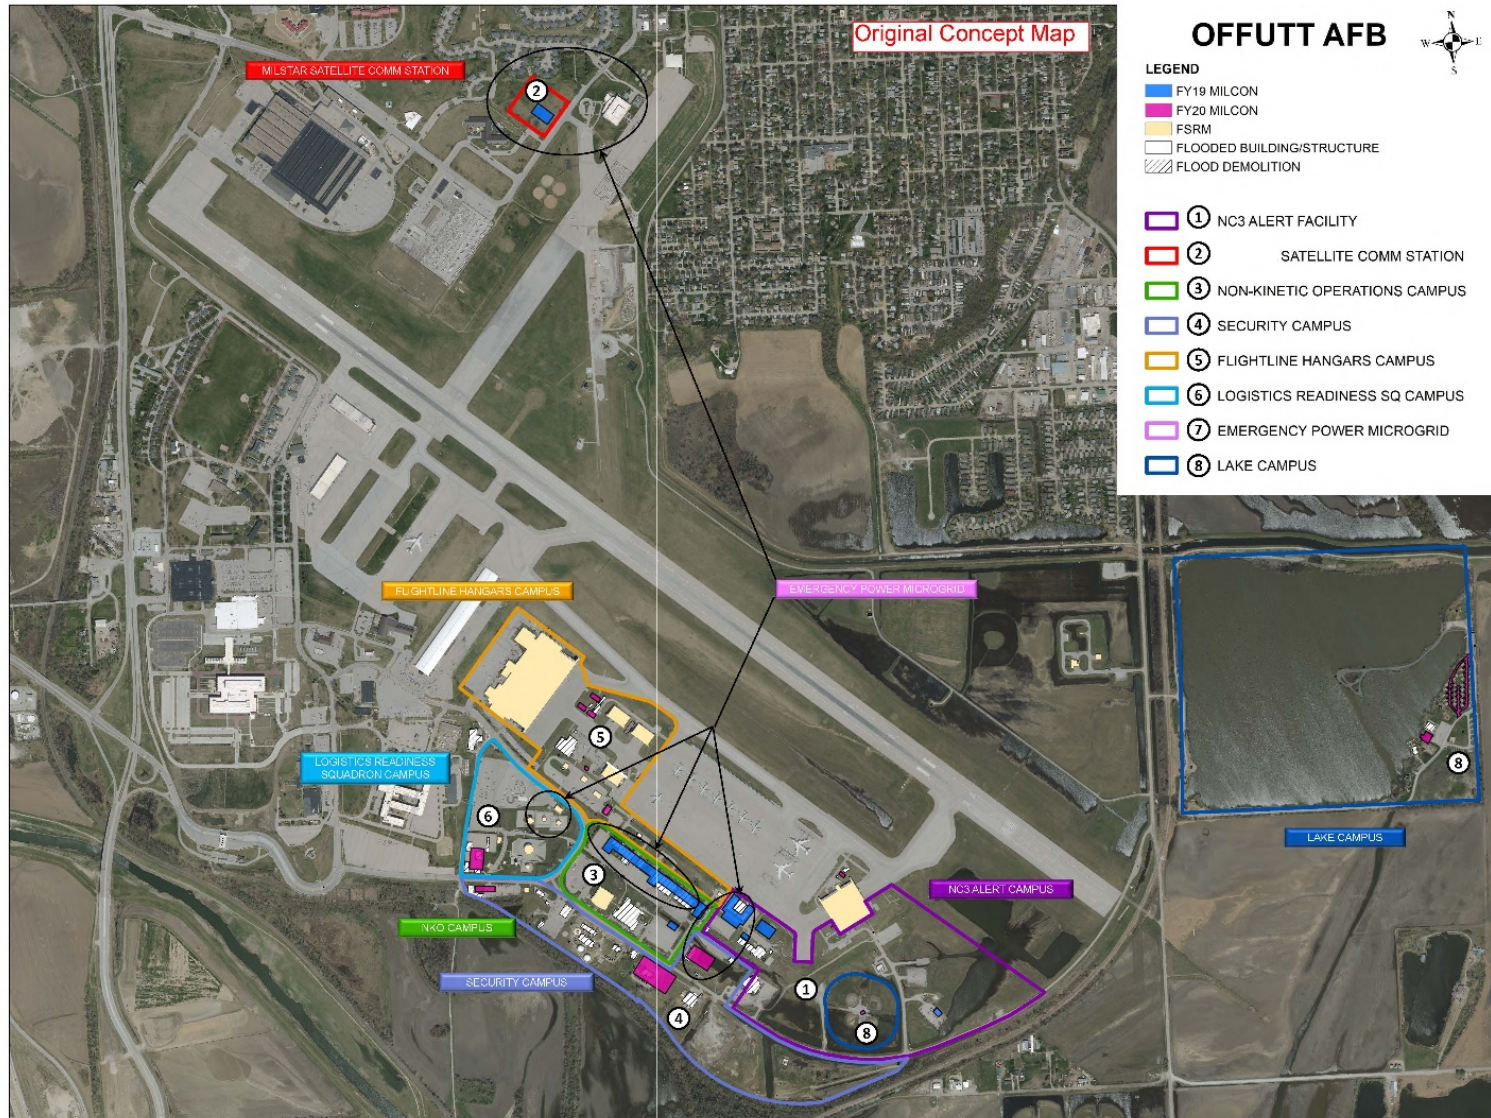 Original Concept Map
OFFUTT AFB
N
W
E
S
LEGEND
FY19 MILCON
FY20 MILCON
FSRM
FLOODED BUILDING/STRUCTURE
FLOOD DEMOLITION
1 NC3 ALERT FACILITY
2 SATELLITE COMM STATION
3 NON-KINETIC OPERATIONS CAMPUS
4 SECURITY CAMPUS
5 FLIGHTLINE HANGARS CAMPUS
6 LOGISTICS READINESS SQ CAMPUS
7 EMERGENCY POWER MICROGRID
8 LAKE CAMPUS
MILSTAR SATELLITE COMM STATION
2
FLIGHTLINE HANGARS CAMPUS
EMERGENCY POWER MICROGRID
5
LOGISTICS READINESS
SQUADRON CAMPUS
6
8
LAKE CAMPUS
3
NC3 ALERT CAMPUS
NKO CAMPUS
SECURITY CAMPUS
1
4
8